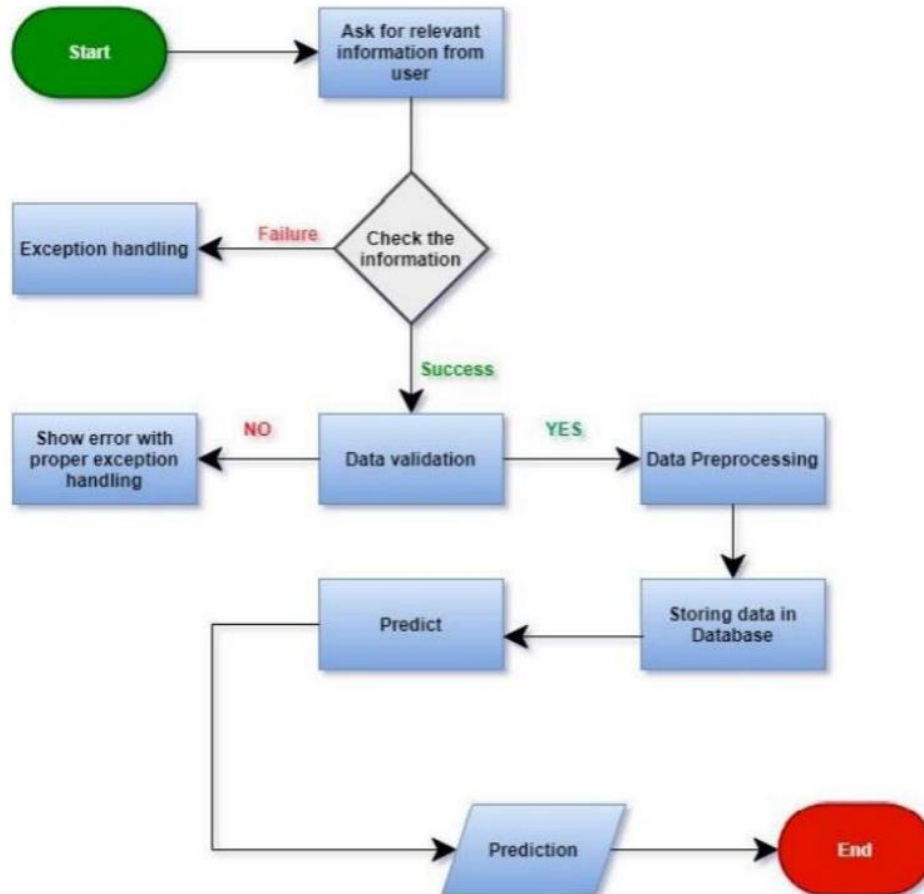 Start
Ask for relevant
information from
user
Failure
Exception handling
Check the
information
Success
NO
YES
Show error with
proper exception
handling
Data validation
Data Preprocessing
Predict
Storing data in
Database
Prediction
End